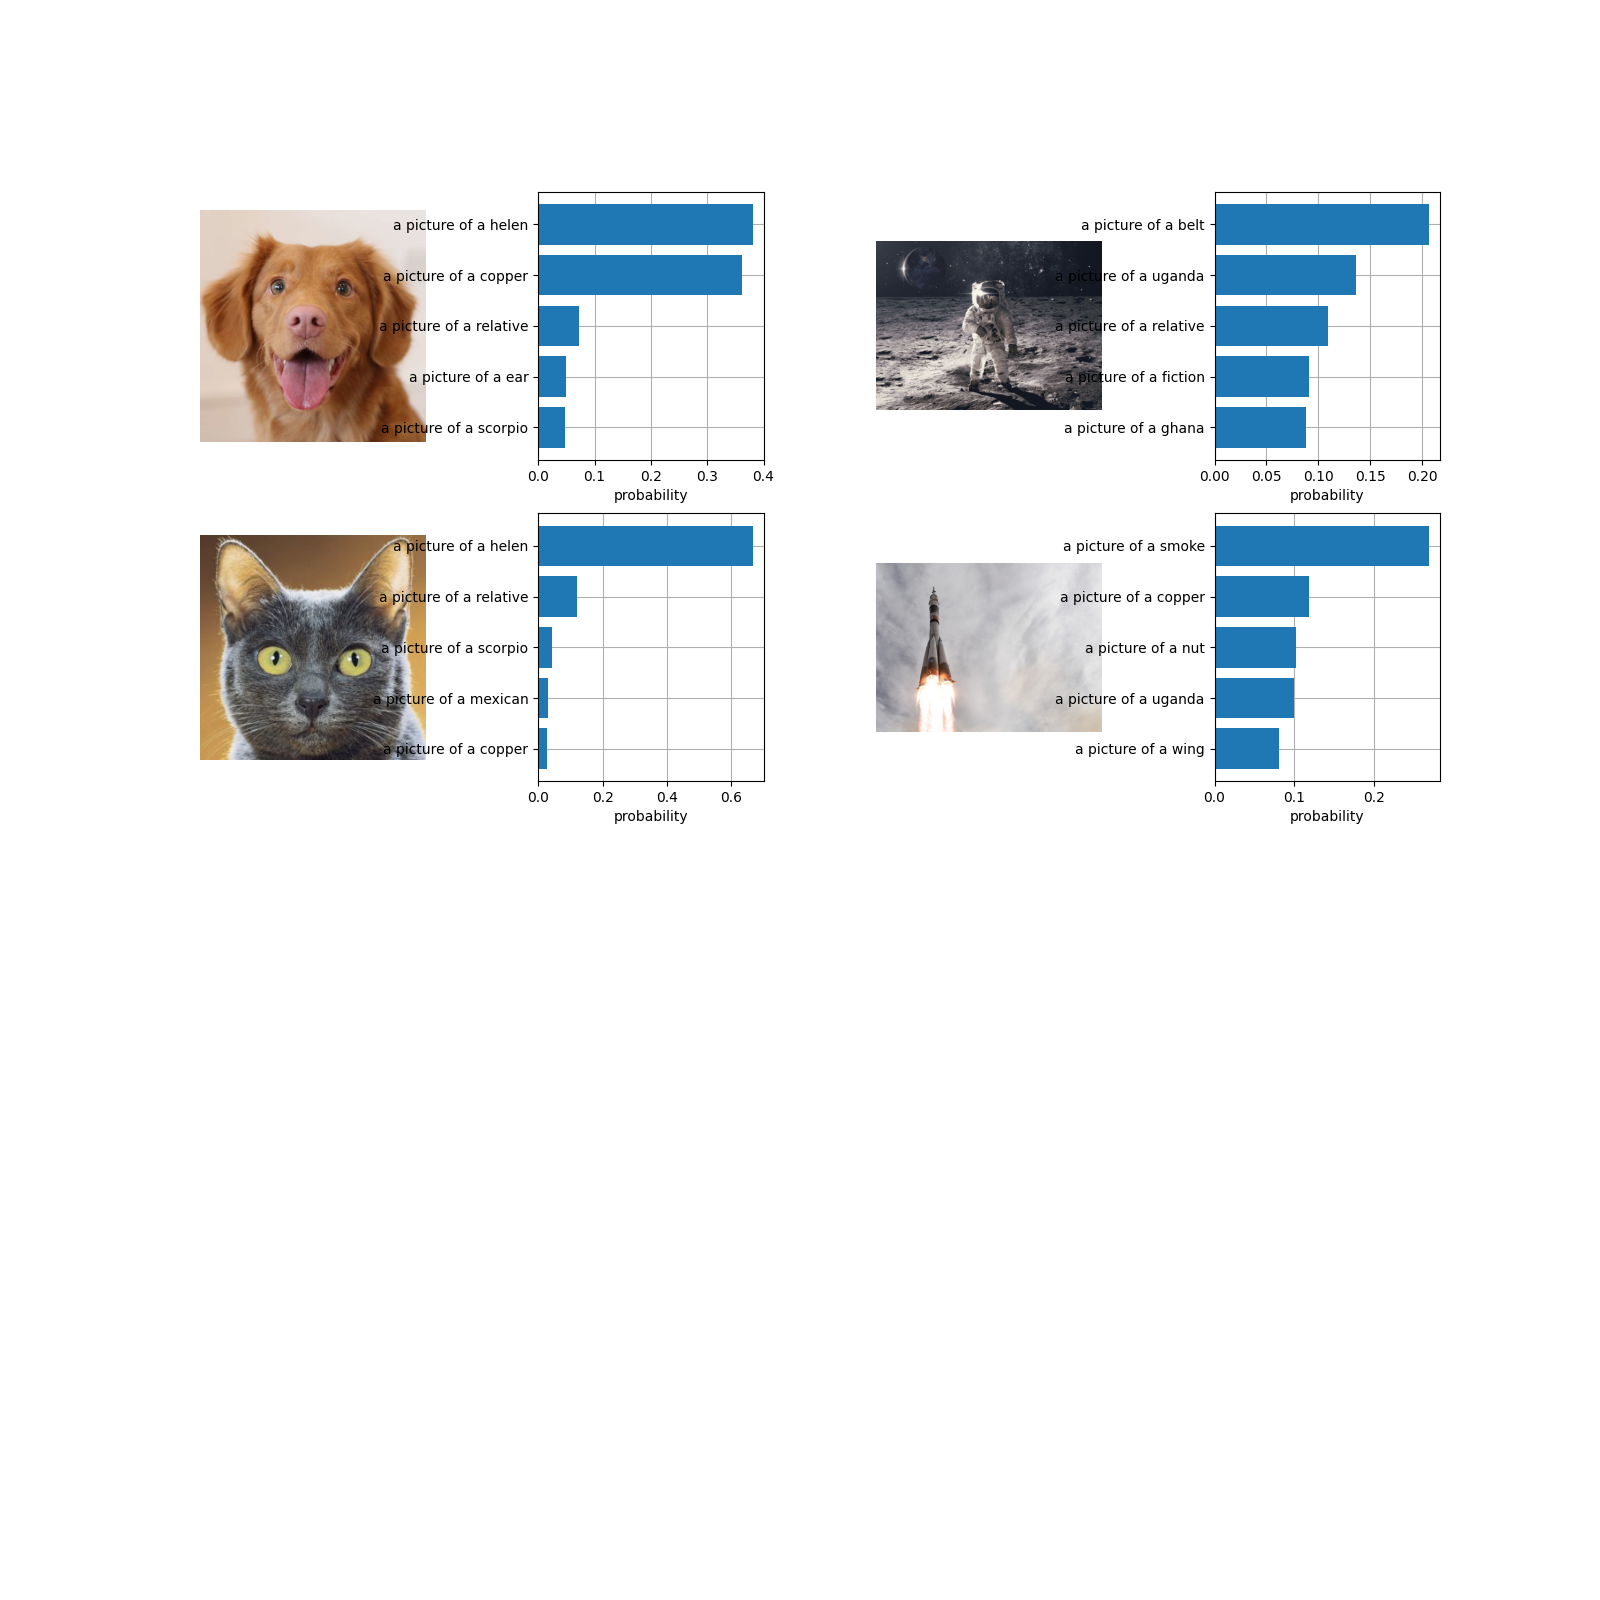 a picture of a helen
a picture of a copper
a picture of a relative
a picture of a ear
a picture of a scorpio
0.0 0.1 0.2 0.3 0.4
probability
a picture of a belt
a picture of a uganda
a picture of a relative
a picture of a fiction
a picture of a ghana
0.00 0.05 0.10 0.15 0.20
probability
a picture of a helen
a picture of a relative
a picture of a scorpio
a picture of a mexican
a picture of a copper
0.0 0.2 0.4 0.6
probability
a picture of a smoke
a picture of a copper
a picture of a nut
a picture of a uganda
a picture of a wing
0.0 0.1 0.2
probability